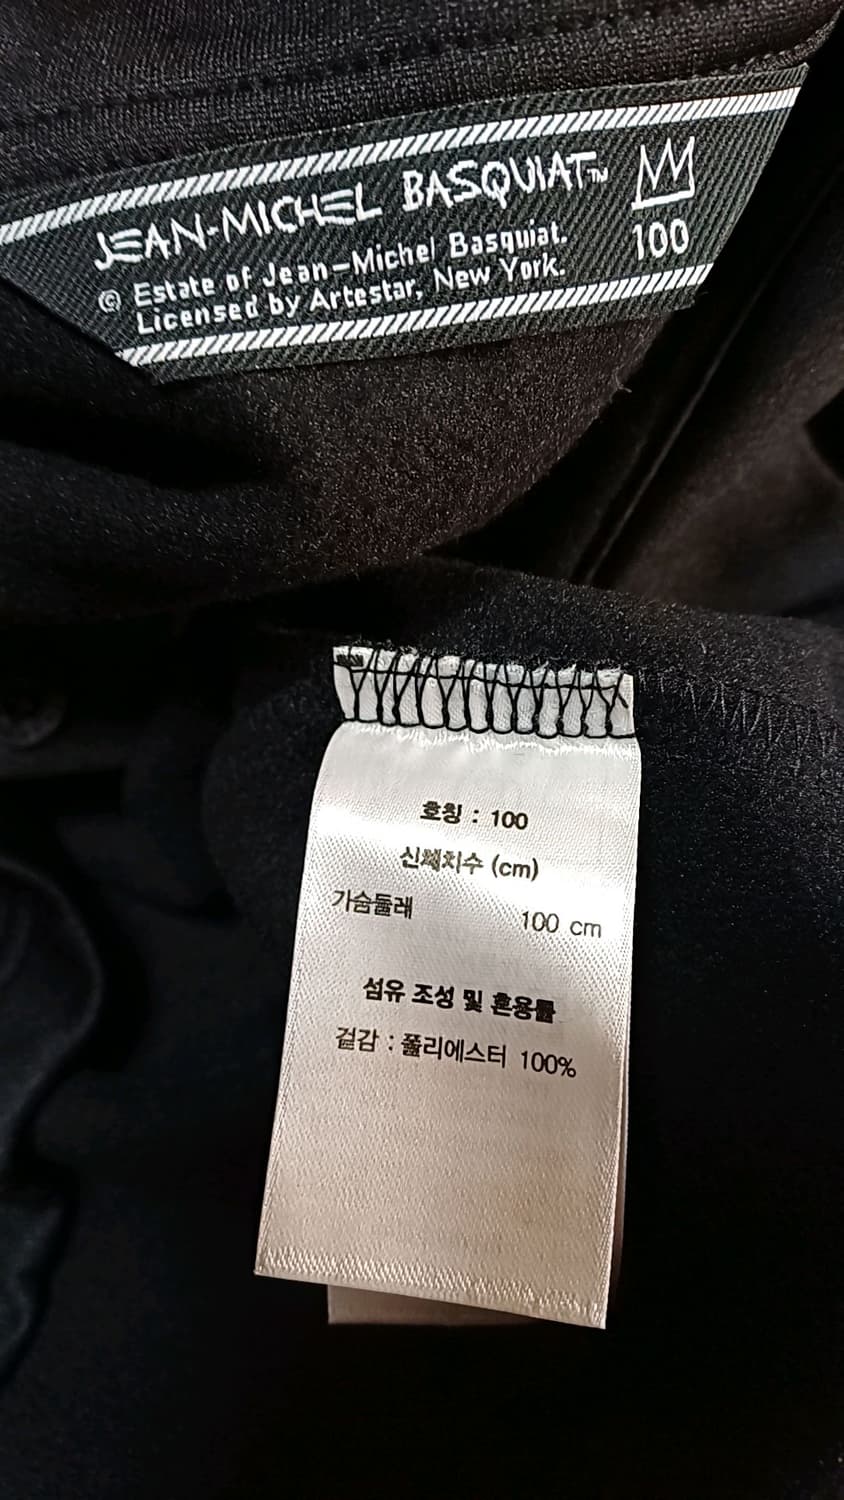 JEAN-MICHEL BASQUIAT™
100
© Estate of Jean-Michel Basquiat.
Licensed by Artestar, New York.
호칭 : 100
신체치수 (cm)
가슴둘레 100 cm
섬유 조성 및 혼용률
겉감 : 폴리에스터 100%